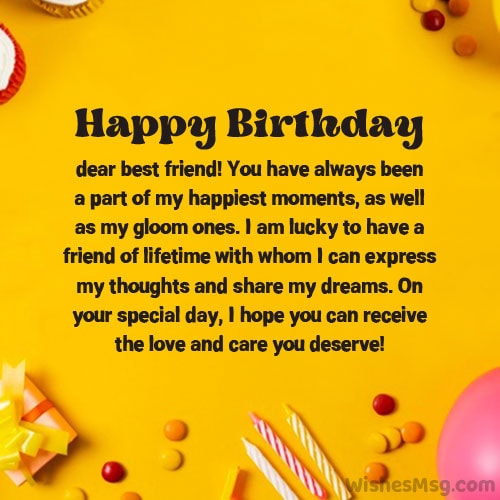 Happy Birthday
dear best friend! You have always been
a part of my happiest moments, as well
as my gloom ones. I am lucky to have a
friend of lifetime with whom I can express
my thoughts and share my dreams. On
your special day, I hope you can receive
the love and care you deserve!
WishesMsg.com